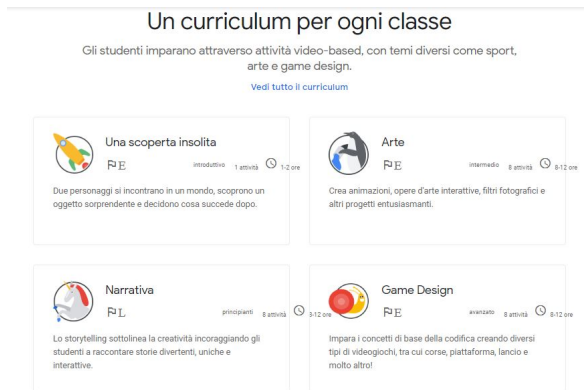 Un curriculum per ogni classe
Gli studenti imparano attraverso attività video-based, con temi diversi come sport,
arte e game design.
Vedi tutto il curriculum
Una scoperta insolita
E introduttivo 1 attività 1-2 ore
Due personaggi si incontrano in un mondo, scoprono un
oggetto sorprendente e decidono cosa succede dopo.
Arte
E intermedio 8 attività 8-12 ore
Crea animazioni, opere d'arte interattive, filtri fotografici e
altri progetti entusiasmanti.
Narrativa
L principianti 8 attività 8-12 ore
Lo storytelling sottolinea la creatività incoraggiando gli
studenti a raccontare storie divertenti, uniche e
interattive.
Game Design
E avanzato 8 attività 8-12 ore
Impara i concetti di base della codifica creando diversi
tipi di videogiochi, tra cui corse, piattaforma, lancio e
molto altro!